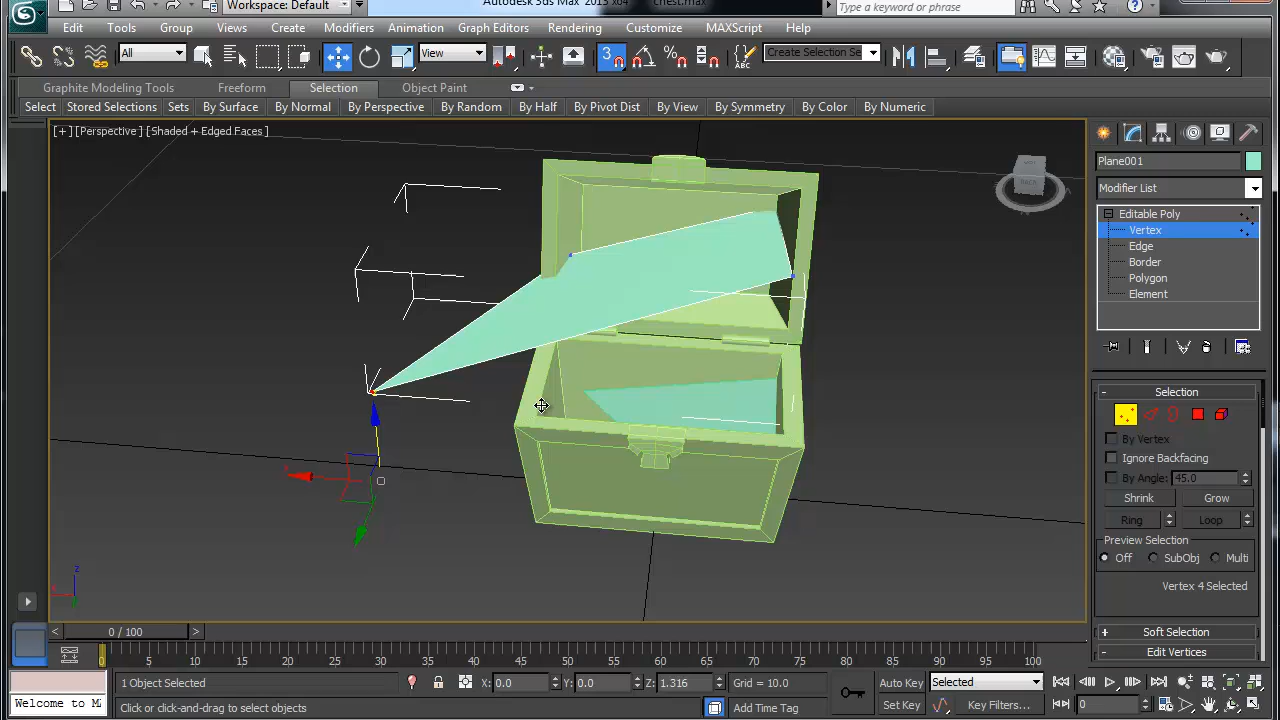 Workspace: Default
Autodesk 3ds Max 2013 x64
chest.max
Type a keyword or phrase
Edit Tools Group Views Create Modifiers Animation Graph Editors Rendering Customize MAXScript Help
All
View
3
Create Selection Se
ABC
Graphite Modeling Tools Freeform Selection Object Paint
Select Stored Selections Sets By Surface By Normal By Perspective By Random By Half By Pivot Dist By View By Symmetry By Color By Numeric
[+] [Perspective] [Shaded + Edged Faces]
Plane001
Modifier List
Editable Poly
Vertex
Edge
Border
Polygon
Element
Selection
By Vertex
Ignore Backfacing
By Angle: 45.0
Shrink Grow
Ring Loop
Preview Selection
Off SubObj Multi
Vertex 4 Selected
Soft Selection
Edit Vertices
z
x
0 / 100
0 5 10 15 20 25 30 35 40 45 50 55 60 65 70 75 80 85 90 95 100
1 Object Selected X: 0.0 Y: 0.0 Z: 1.316 Grid = 10.0 Auto Key Selected
Welcome to M
Click or click-and-drag to select objects Add Time Tag Set Key Key Filters... 0